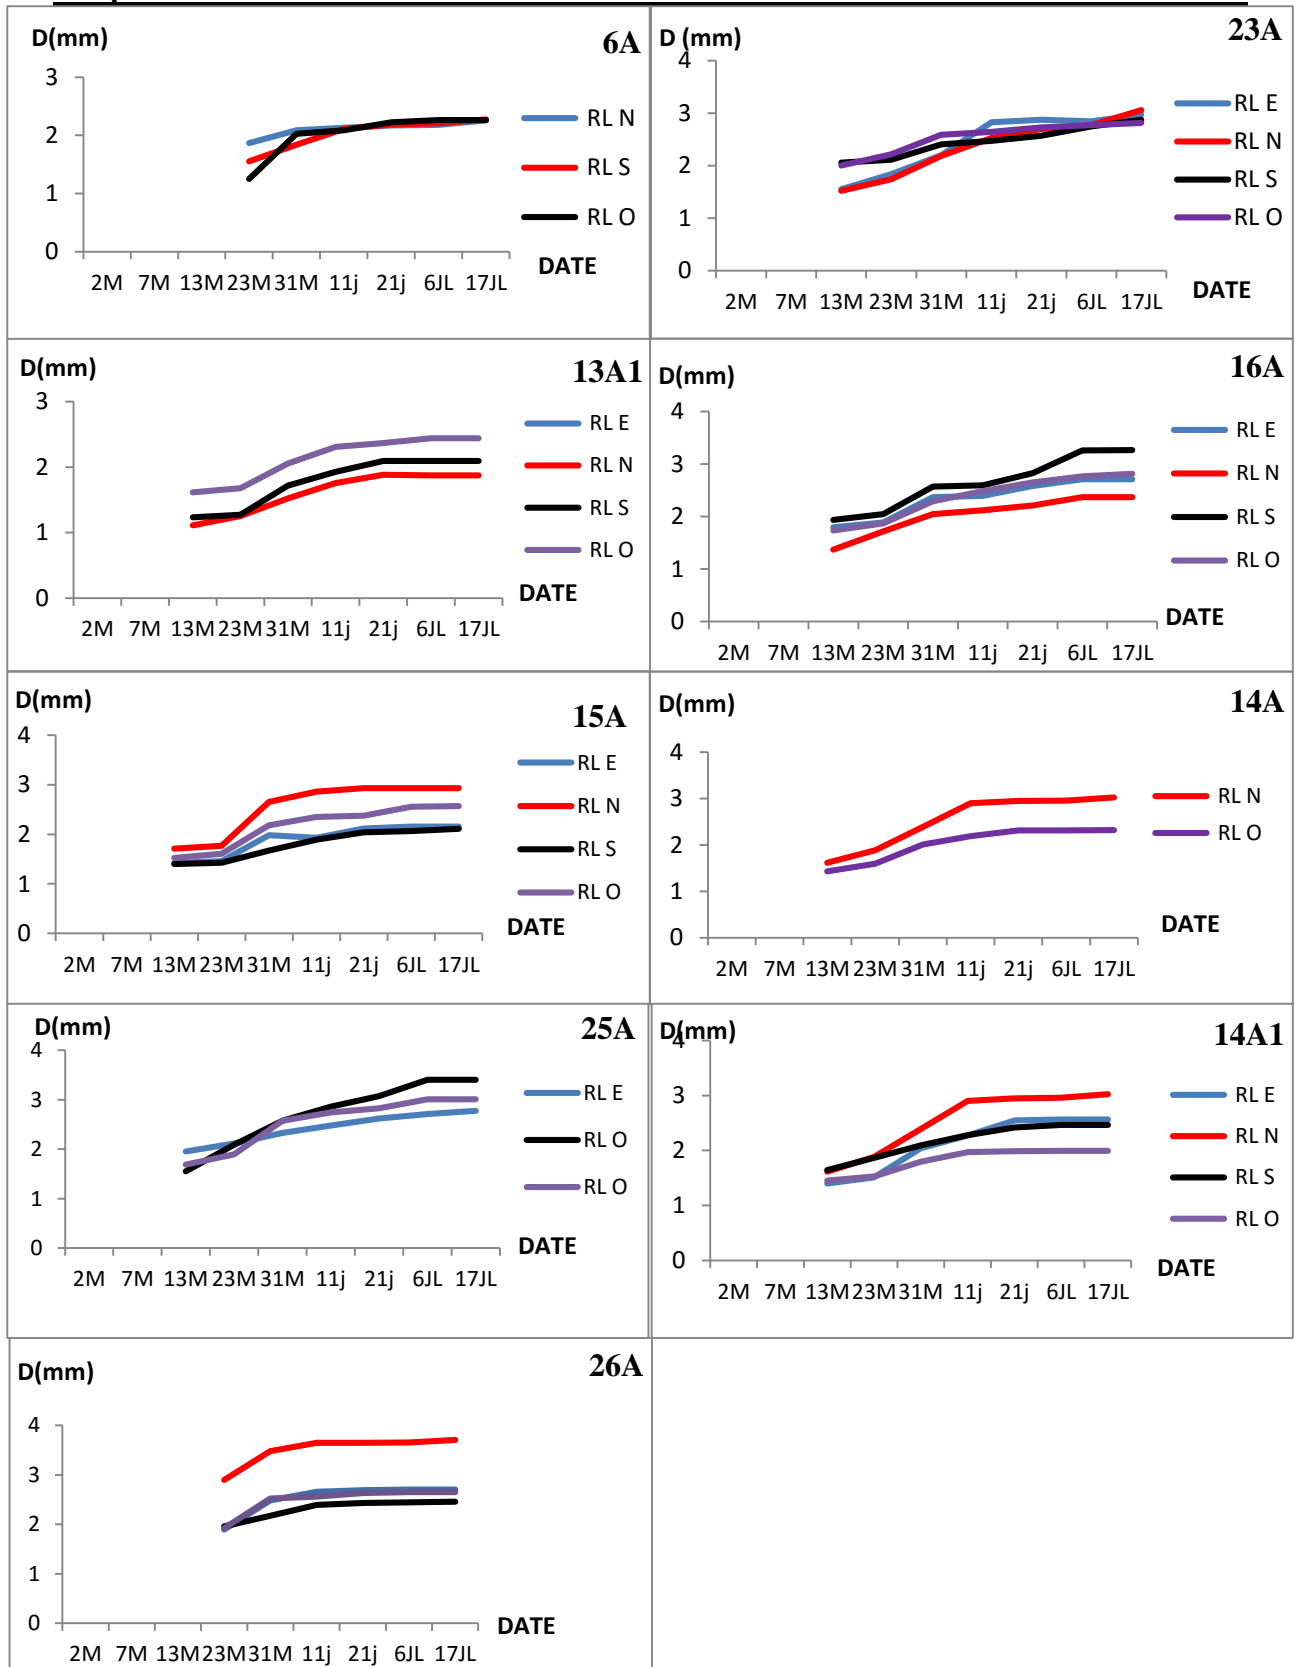 D(mm)
6A
3
2
1
0
RL N
RL S
RL O
DATE
2M 7M 13M 23M 31M 11j 21j 6JL 17JL
D (mm)
23A
4
3
2
1
0
RL E
RL N
RL S
RL O
DATE
2M 7M 13M 23M 31M 11j 21j 6JL 17JL
D(mm)
13A1
3
2
1
0
RL E
RL N
RL S
RL O
DATE
2M 7M 13M 23M 31M 11j 21j 6JL 17JL
D(mm)
16A
4
3
2
1
0
RL E
RL N
RL S
RL O
DATE
2M 7M 13M 23M 31M 11j 21j 6JL 17JL
D(mm)
15A
4
3
2
1
0
RL E
RL N
RL S
RL O
DATE
2M 7M 13M 23M 31M 11j 21j 6JL 17JL
D(mm)
14A
4
3
2
1
0
RL N
RL O
DATE
2M 7M 13M 23M 31M 11j 21j 6JL 17JL
D(mm)
25A
4
3
2
1
0
RL E
RL O
RL O
DATE
2M 7M 13M 23M 31M 11j 21j 6JL 17JL
D(mm)
14A1
4
3
2
1
0
RL E
RL N
RL S
RL O
DATE
2M 7M 13M 23M 31M 11j 21j 6JL 17JL
D(mm)
26A
4
3
2
1
0
DATE
2M 7M 13M 23M 31M 11j 21j 6JL 17JL